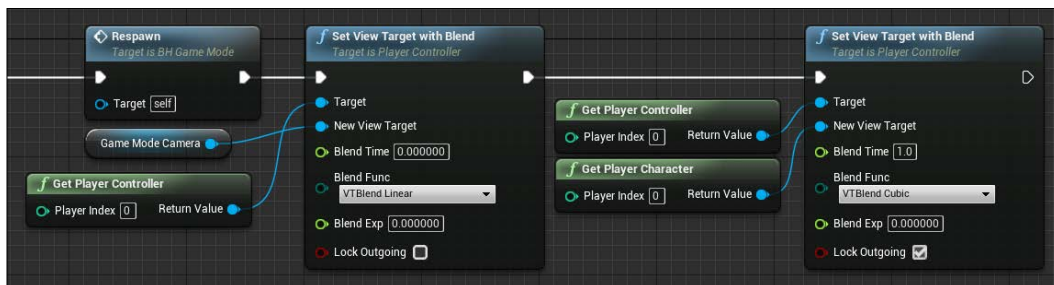 Respawn
Target is BH Game Mode
Target self
Game Mode Camera
f Get Player Controller
Player Index 0 Return Value
f Set View Target with Blend
Target is Player Controller
Target
New View Target
Blend Time 0.000000
Blend Func
VTBlend Linear
Blend Exp 0.000000
Lock Outgoing
f Get Player Controller
Player Index 0 Return Value
f Get Player Character
Player Index 0 Return Value
f Set View Target with Blend
Target is Player Controller
Target
New View Target
Blend Time 1.0
Blend Func
VTBlend Cubic
Blend Exp 0.000000
Lock Outgoing